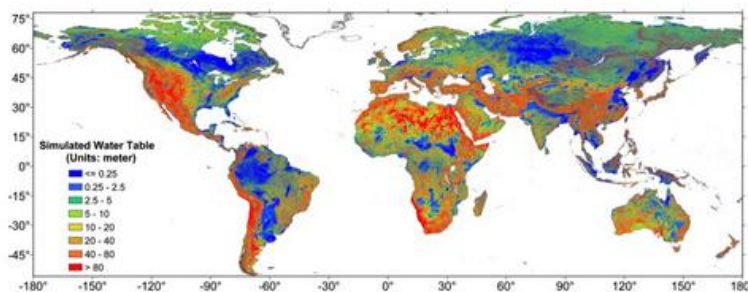 75°
60°
45°
30°
15°
0°
-15°
-30°
-45°
Simulated Water Table
(Units: meter)
<= 0.25
0.25 - 2.5
2.5 - 5
5 - 10
10 - 20
20 - 40
40 - 80
> 80
-180° -150° -120° -90° -60° -30° 0° 30° 60° 90° 120° 150° 180°